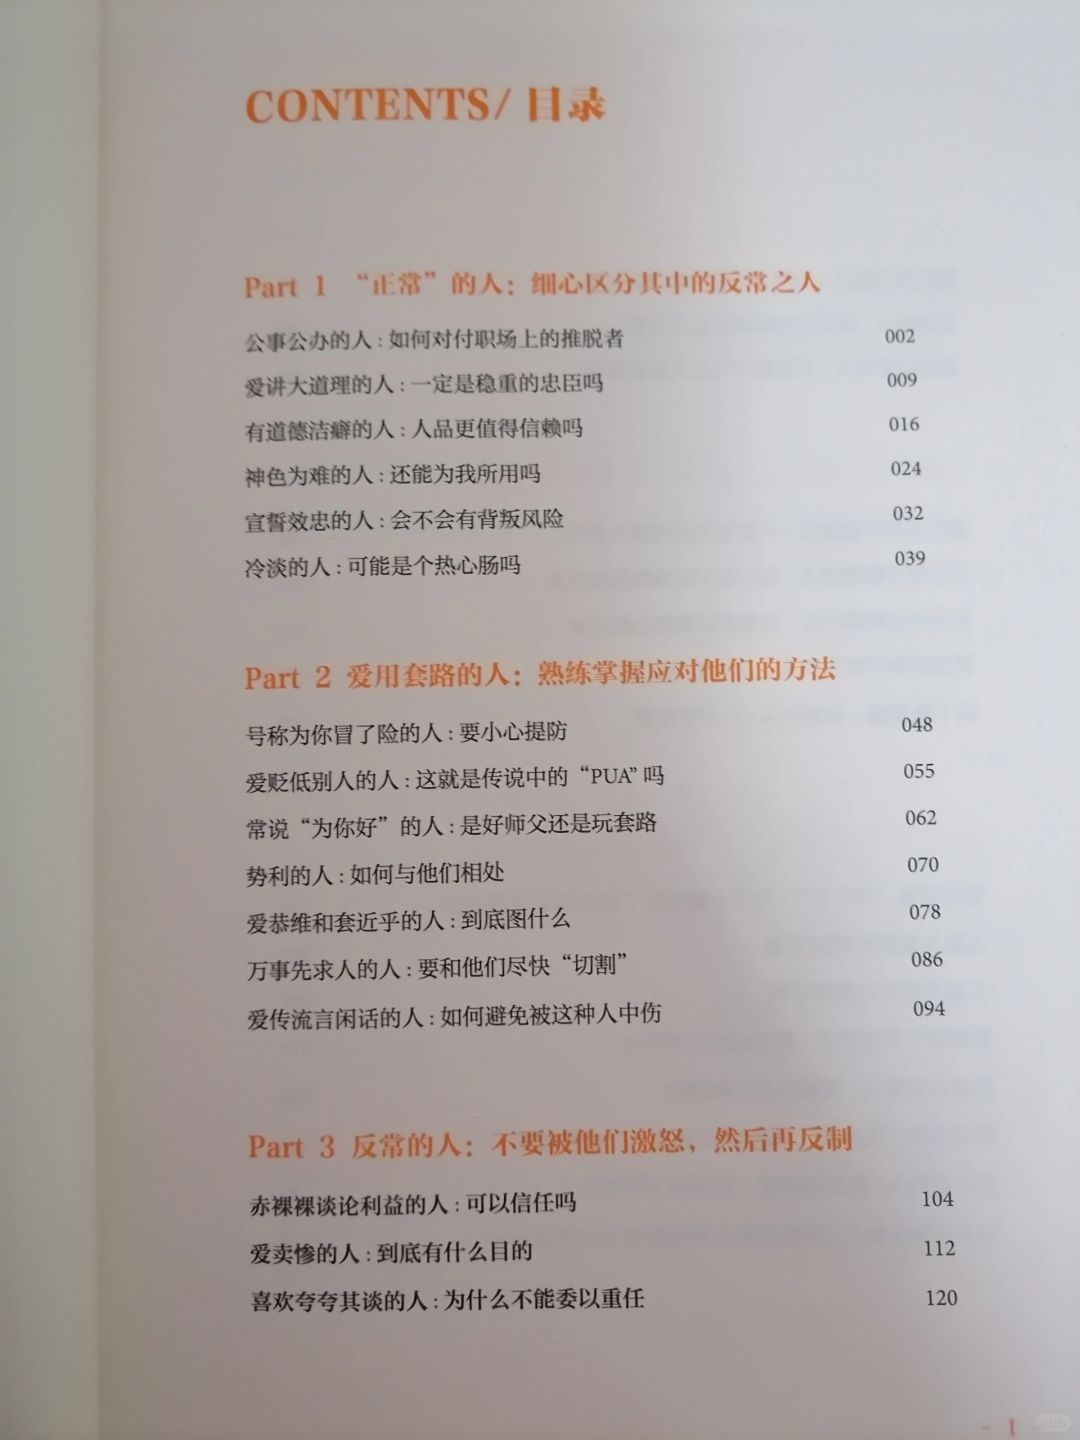 CONTENTS/ 目录
Part 1 “正常”的人：细心区分其中的反常之人
公事公办的人：如何对付职场上的推脱者 002
爱讲大道理的人：一定是稳重的忠臣吗 009
有道德洁癖的人：人品更值得信赖吗 016
神色为难的人：还能为我所用吗 024
宣誓效忠的人：会不会有背叛风险 032
冷淡的人：可能是个热心肠吗 039
Part 2 爱用套路的人：熟练掌握应对他们的方法
号称为你冒了险的人：要小心提防 048
爱贬低别人的人：这就是传说中的“PUA”吗 055
常说“为你好”的人：是好师父还是玩套路 062
势利的人：如何与他们相处 070
爱恭维和套近乎的人：到底图什么 078
万事先求人的人：要和他们尽快“切割” 086
爱传流言闲话的人：如何避免被这种人中伤 094
Part 3 反常的人：不要被他们激怒，然后再反制
赤裸裸谈论利益的人：可以信任吗 104
爱卖惨的人：到底有什么目的 112
喜欢夸夸其谈的人：为什么不能委以重任 120
- 1